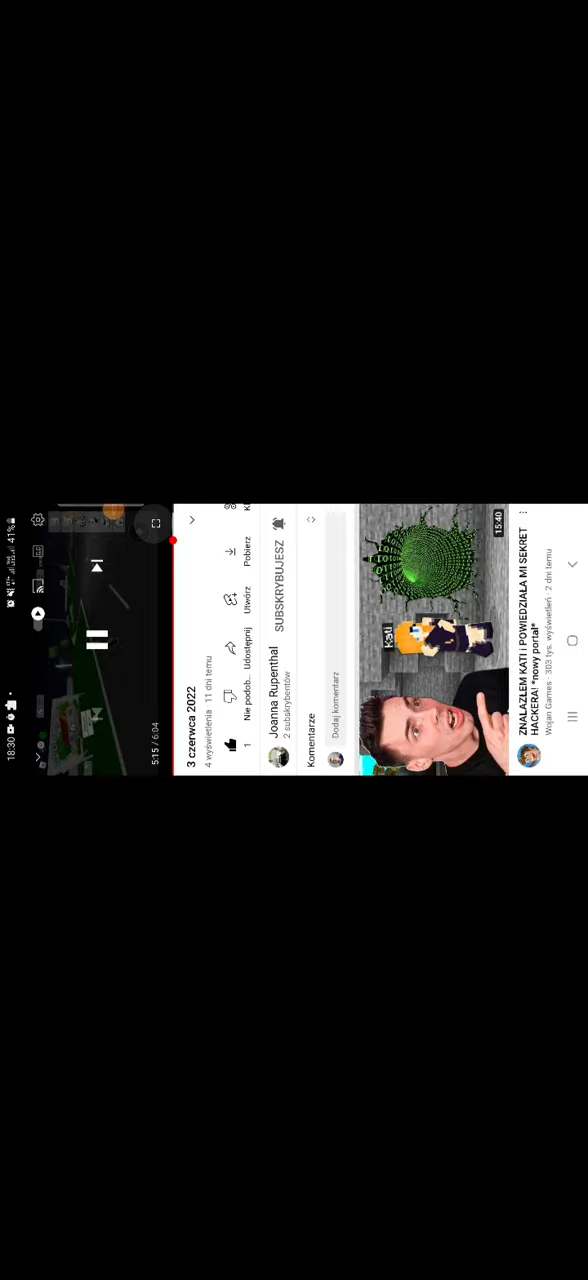 18:30
41%
5:15 / 6:04
3 czerwca 2022
4 wyświetlenia 11 dni temu
1
Nie podob...
Udostępnij
Utwórz
Pobierz
Joanna Rupenthal
2 subskrybentów
SUBSKRYBUJESZ
Komentarze
Dodaj komentarz
Kati
15:40
ZNALAZŁEM KATI i POWIEDZIAŁA MI SEKRET
HACKERA! *nowy portal*
Wojan Games · 303 tys. wyświetleń · 2 dni temu